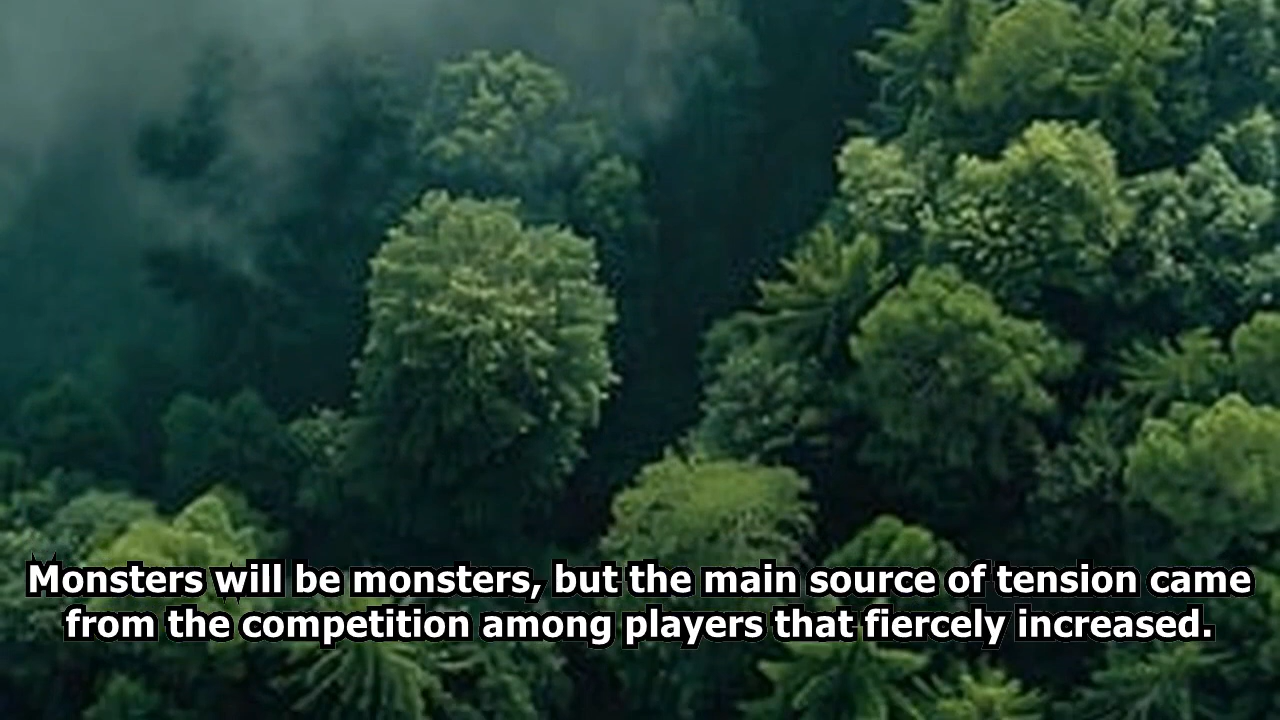 Monsters will be monsters, but the main source of tension came
from the competition among players that fiercely increased.